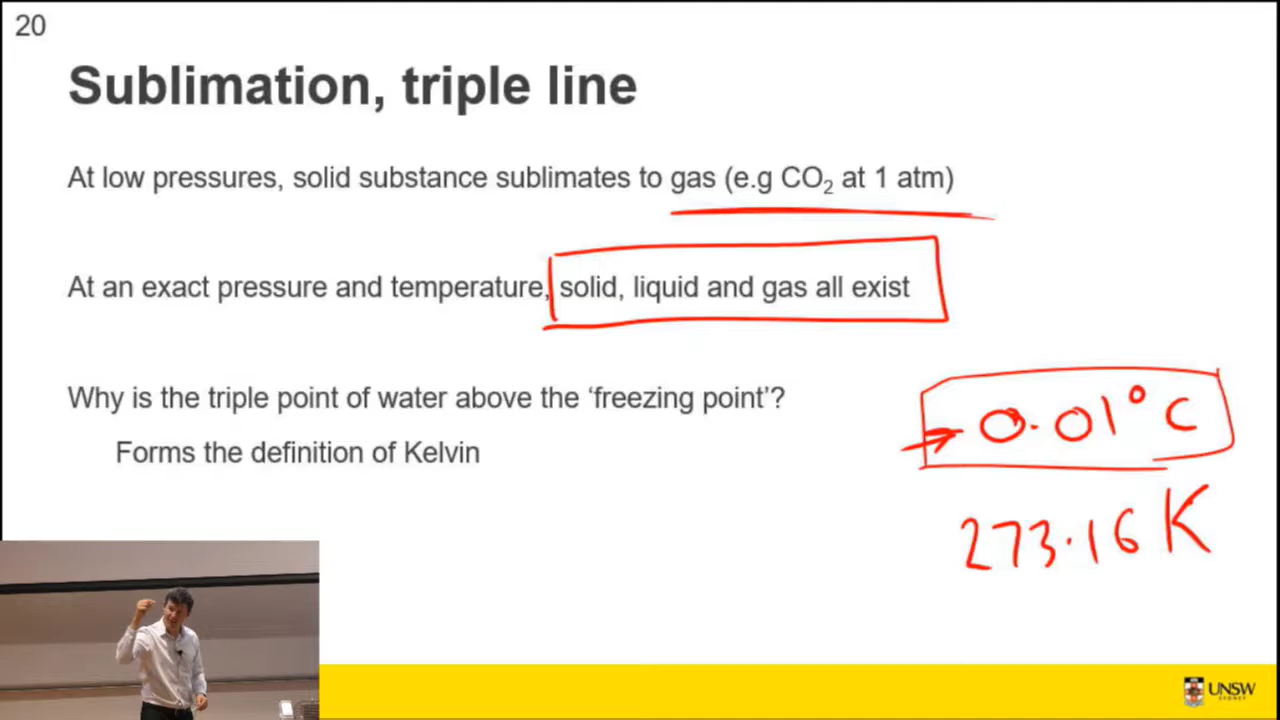 20
Sublimation, triple line
At low pressures, solid substance sublimates to gas (e.g CO₂ at 1 atm)
At an exact pressure and temperature, solid, liquid and gas all exist
Why is the triple point of water above the ‘freezing point’?
0.01°C
Forms the definition of Kelvin
273.16 K
UNSW
SYDNEY